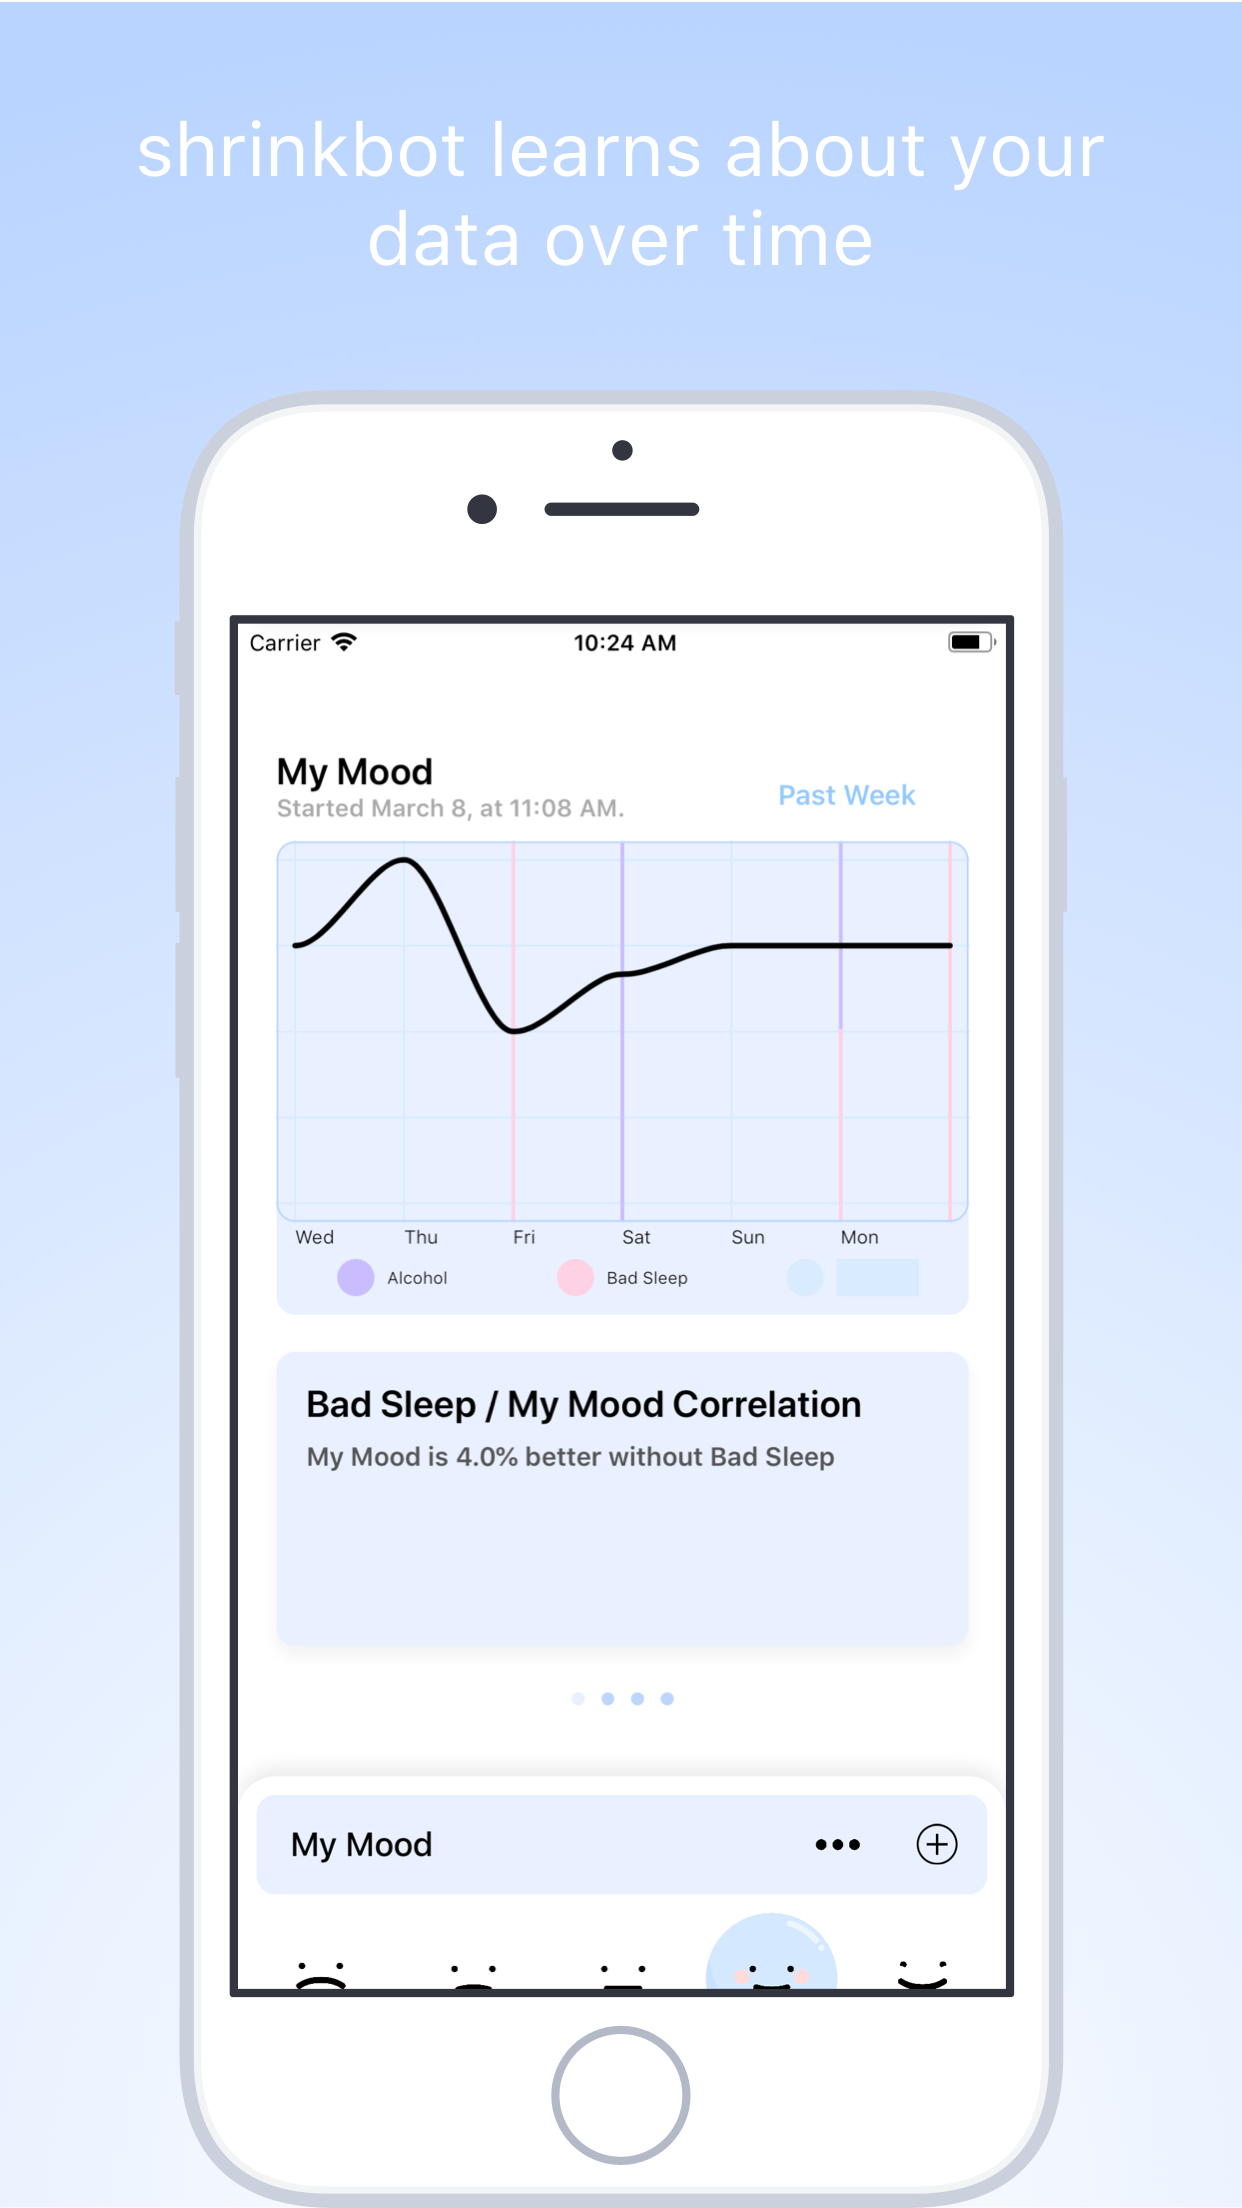 shrinkbot learns about your
data over time
Carrier 10:24 AM
My Mood
Started March 8, at 11:08 AM.
Past Week
Wed Thu Fri Sat Sun Mon
Alcohol Bad Sleep
Bad Sleep / My Mood Correlation
My Mood is 4.0% better without Bad Sleep
My Mood